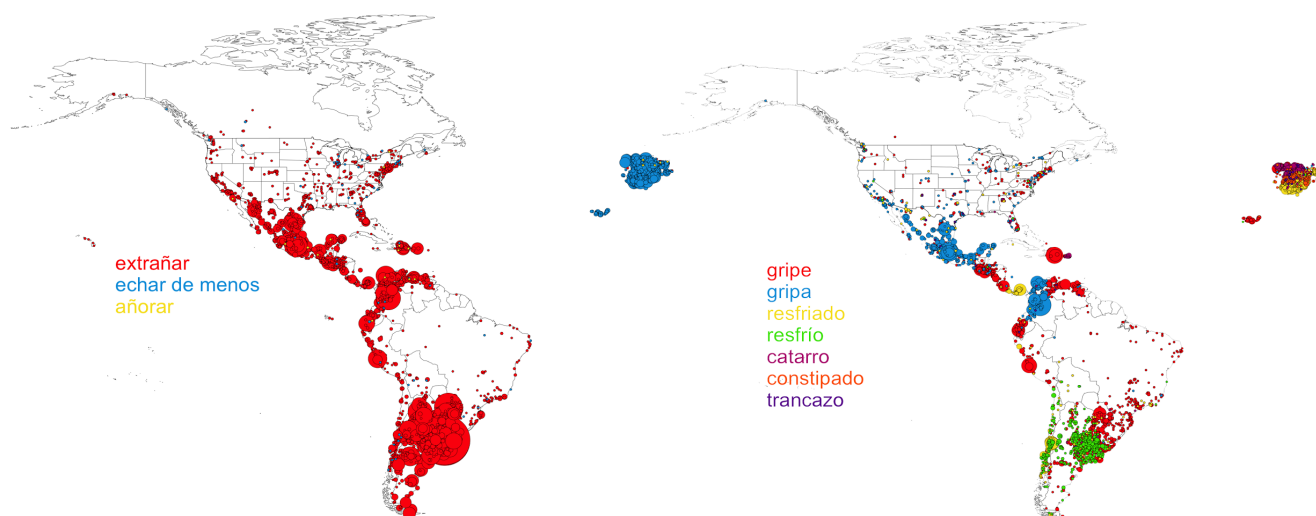 extrañar
echar de menos
añorar
gripe
gripa
resfriado
resfrío
catarro
constipado
trancazo